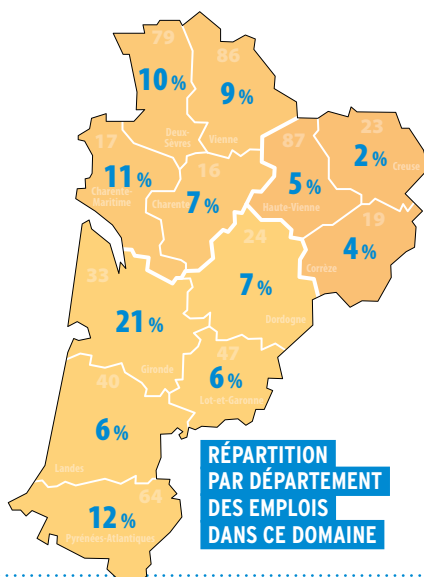 79
10 %
Deux-
Sèvres
86
9 %
Vienne
17
11 %
Charente-
Maritime
16
7 %
Charente
87
5 %
Haute-Vienne
23
2 %
Creuse
19
4 %
Corrèze
24
7 %
Dordogne
33
21 %
Gironde
47
6 %
Lot-et-Garonne
40
6 %
Landes
64
12 %
Pyrénées-Atlantiques
RÉPARTITION
PAR DÉPARTEMENT
DES EMPLOIS
DANS CE DOMAINE